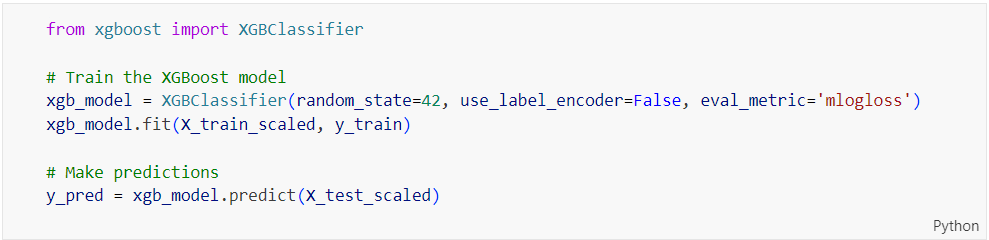 from xgboost import XGBClassifier
# Train the XGBoost model
xgb_model = XGBClassifier(random_state=42, use_label_encoder=False, eval_metric='mlogloss')
xgb_model.fit(X_train_scaled, y_train)
# Make predictions
y_pred = xgb_model.predict(X_test_scaled)
Python